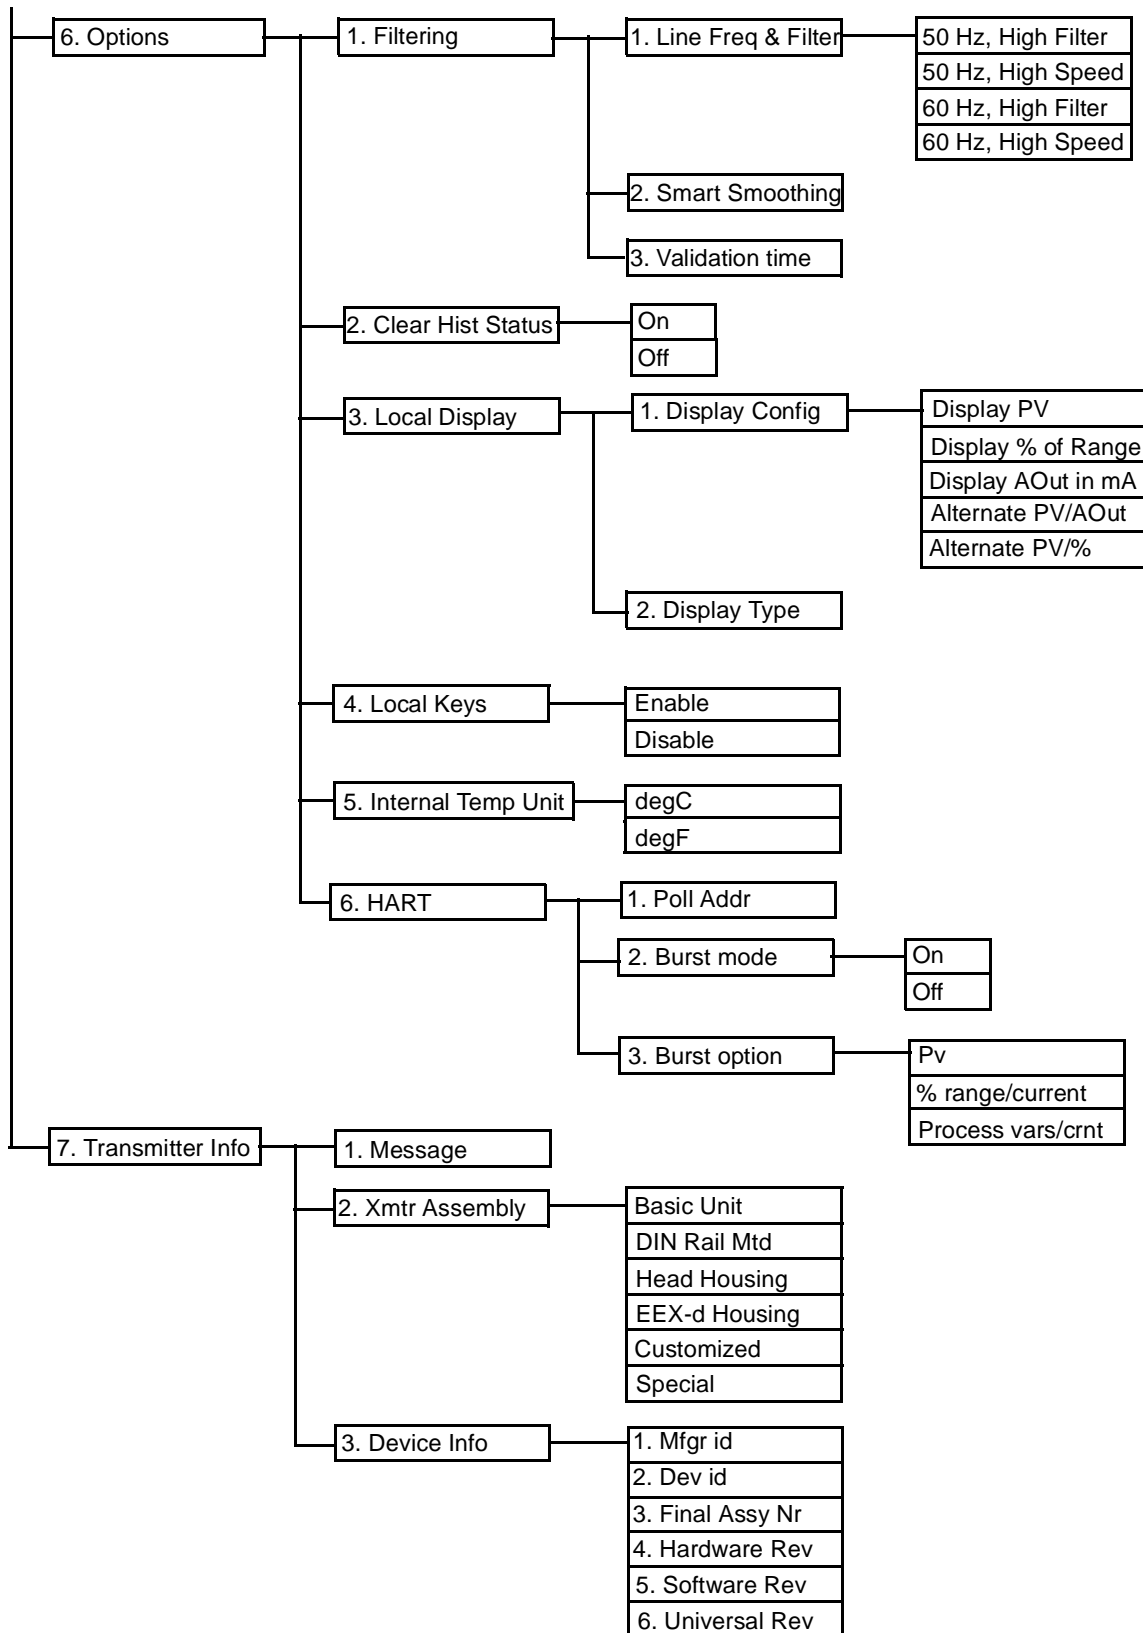 6. Options
1. Filtering
1. Line Freq & Filter
50 Hz, High Filter
50 Hz, High Speed
60 Hz, High Filter
60 Hz, High Speed
2. Smart Smoothing
3. Validation time
2. Clear Hist Status
On
Off
3. Local Display
1. Display Config
Display PV
Display % of Range
Display AOut in mA
Alternate PV/AOut
Alternate PV/%
2. Display Type
4. Local Keys
Enable
Disable
5. Internal Temp Unit
degC
degF
6. HART
1. Poll Addr
2. Burst mode
On
Off
3. Burst option
Pv
% range/current
Process vars/crnt
7. Transmitter Info
1. Message
2. Xmtr Assembly
Basic Unit
DIN Rail Mtd
Head Housing
EEX-d Housing
Customized
Special
3. Device Info
1. Mfgr id
2. Dev id
3. Final Assy Nr
4. Hardware Rev
5. Software Rev
6. Universal Rev